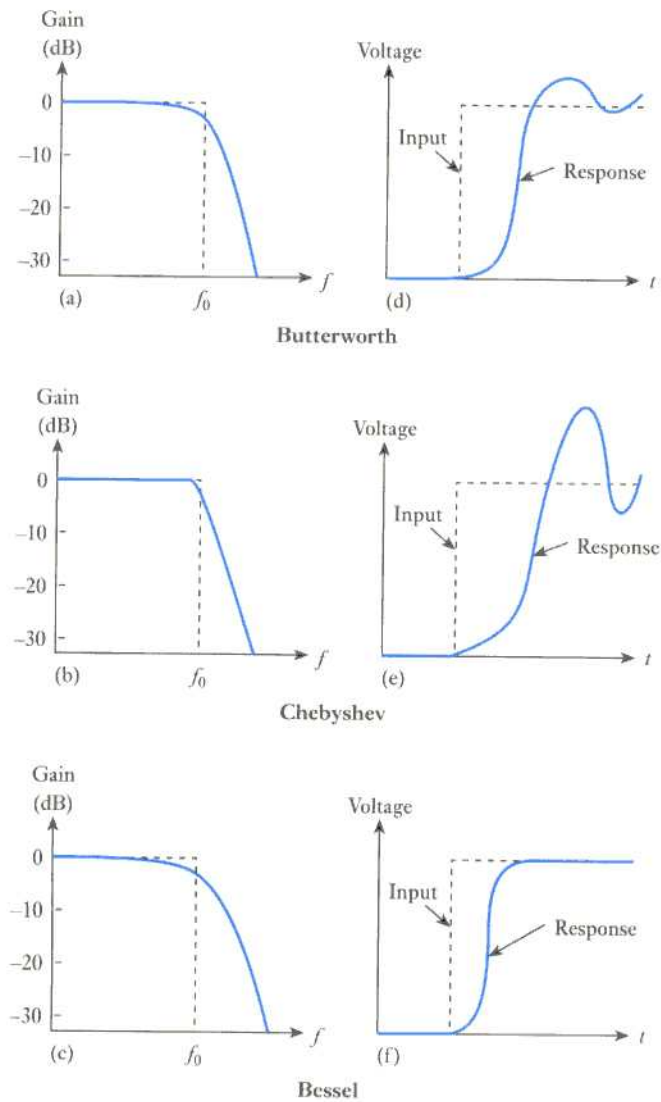 Gain
(dB)
0
−10
−20
−30
f
f0
(a)
Voltage
Input
Response
t
(d)
Butterworth
Gain
(dB)
0
−10
−20
−30
f
f0
(b)
Voltage
Input
Response
t
(e)
Chebyshev
Gain
(dB)
0
−10
−20
−30
f
f0
(c)
Voltage
Input
Response
t
(f)
Bessel